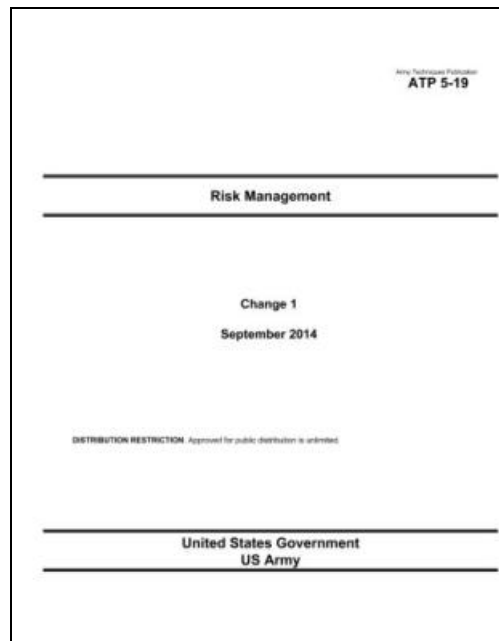 Army Techniques Publication
ATP 5-19
Risk Management
Change 1
September 2014
DISTRIBUTION RESTRICTION. Approved for public distribution is unlimited.
United States Government
US Army